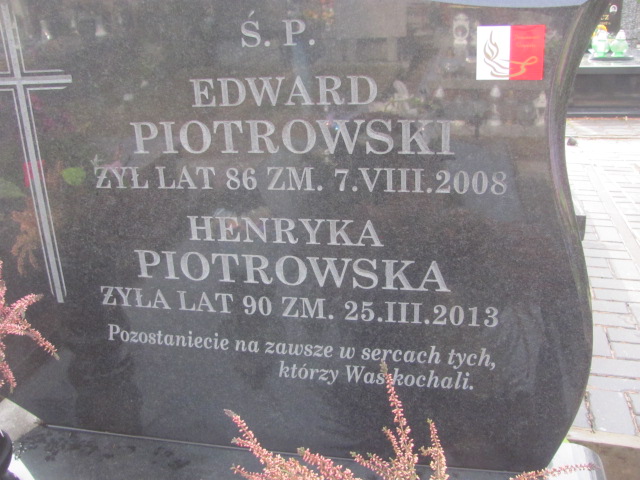 Ś. P.
EDWARD
PIOTROWSKI
ŻYŁ LAT 86 ZM. 7.VIII.2008
HENRYKA
PIOTROWSKA
ŻYŁA LAT 90 ZM. 25.III.2013
Pozostaniecie na zawsze w sercach tych,
którzy Was kochali.